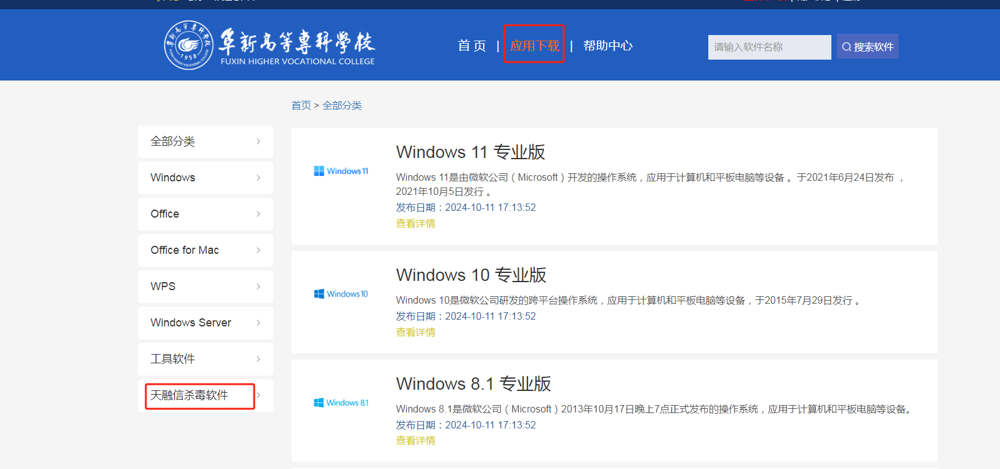 阜新高等专科学校
FUXIN HIGHER VOCATIONAL COLLEGE
1958
首 页 | 应用下载 | 帮助中心
请输入软件名称
搜索软件
首页 > 全部分类
全部分类
Windows
Office
Office for Mac
WPS
Windows Server
工具软件
天融信杀毒软件
Windows 11
Windows 11 专业版
Windows 11是由微软公司（Microsoft）开发的操作系统，应用于计算机和平板电脑等设备 。于2021年6月24日发布 ，
2021年10月5日发行 。
发布日期：2024-10-11 17:13:52
查看详情
Windows 10
Windows 10 专业版
Windows 10是微软公司研发的跨平台操作系统，应用于计算机和平板电脑等设备，于2015年7月29日发行 。
发布日期：2024-10-11 17:13:52
查看详情
Windows 8.1
Windows 8.1 专业版
Windows 8.1是微软公司（Microsoft）2013年10月17日晚上7点正式发布的操作系统，应用于计算机和平板电脑等设备。
发布日期：2024-10-11 17:13:52
查看详情